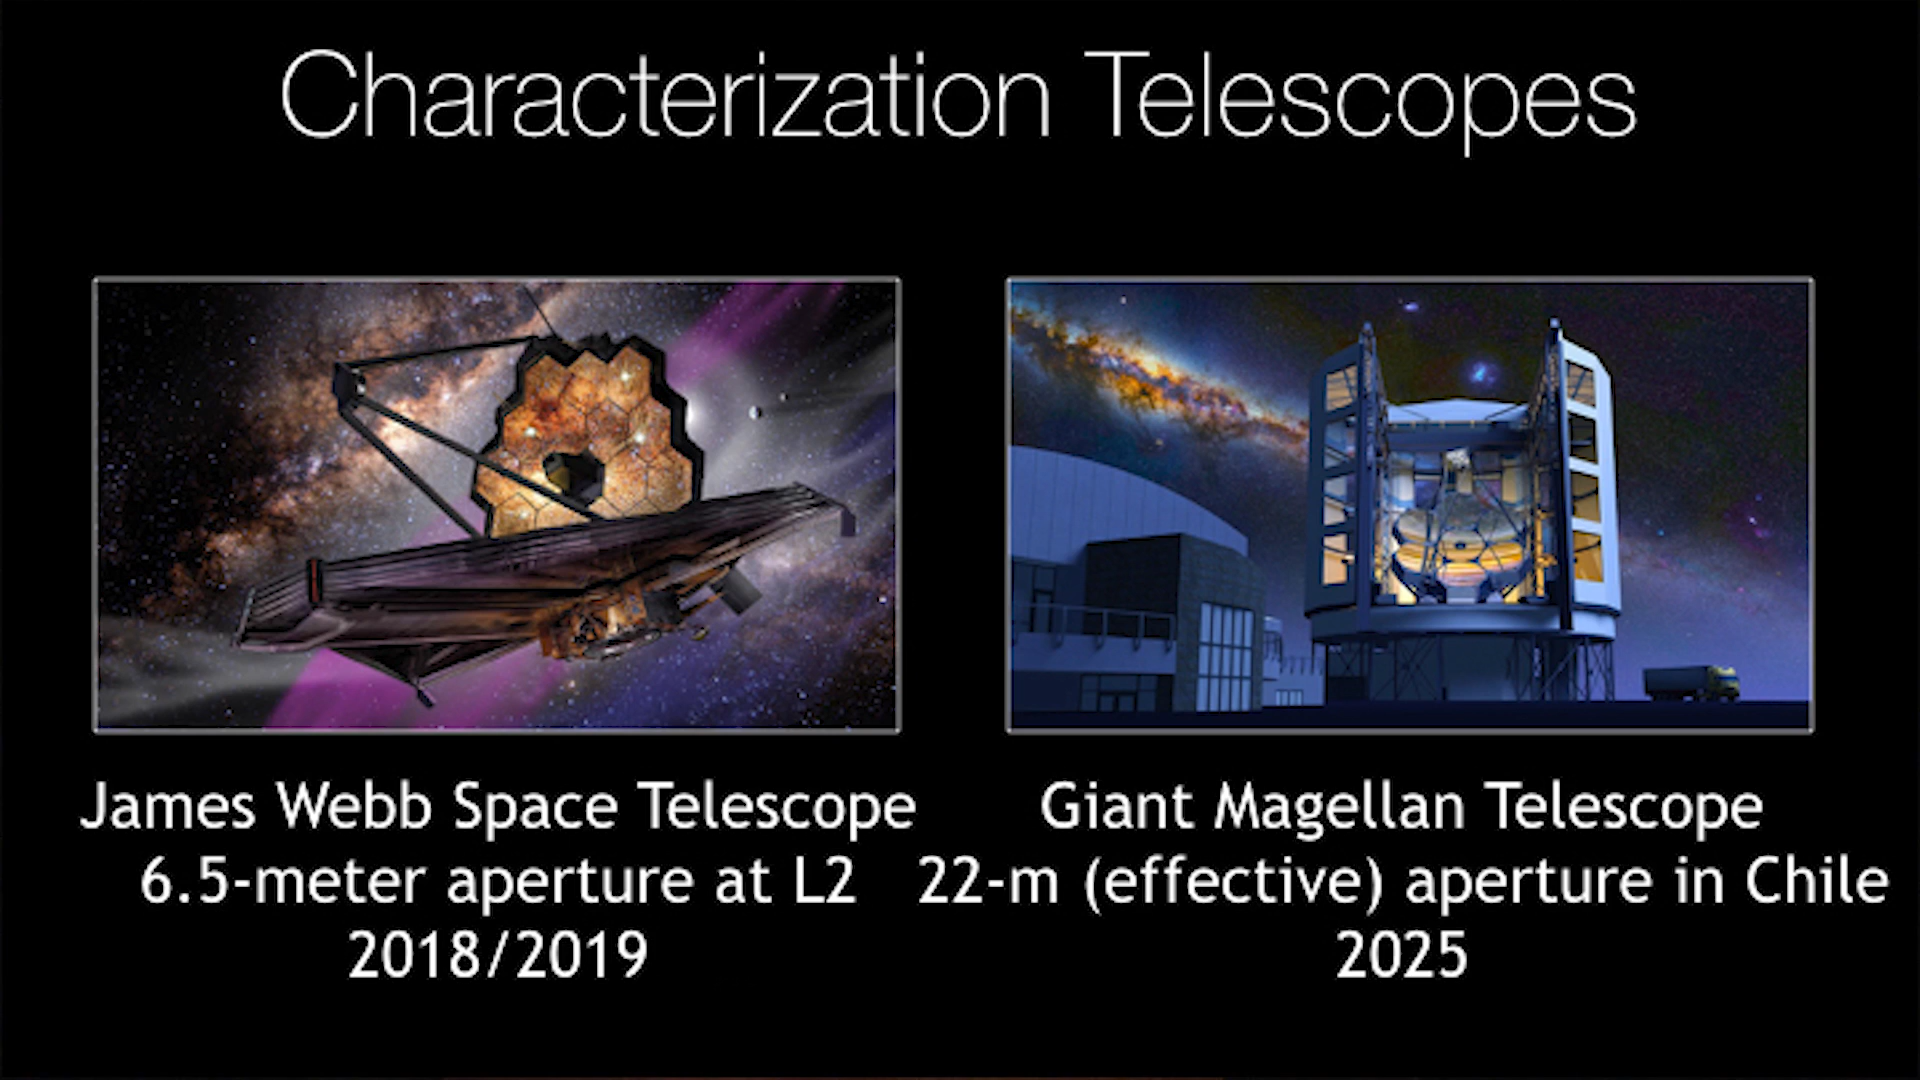 Characterization Telescopes
James Webb Space Telescope
6.5-meter aperture at L2
2018/2019
Giant Magellan Telescope
22-m (effective) aperture in Chile
2025